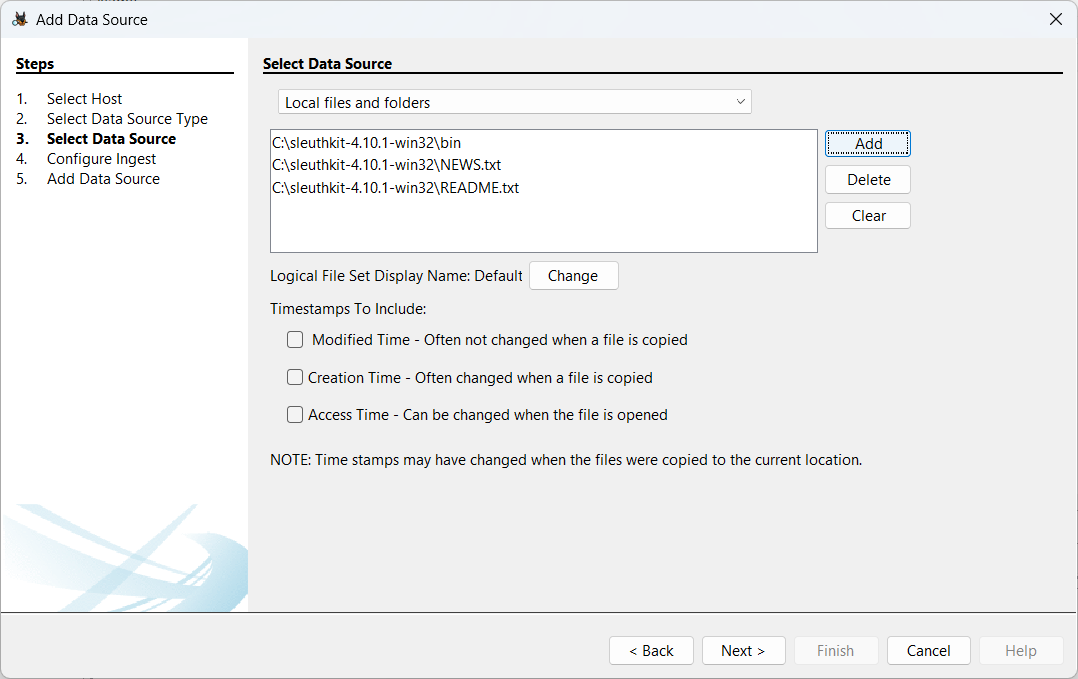 Add Data Source
Steps
1. Select Host
2. Select Data Source Type
3. Select Data Source
4. Configure Ingest
5. Add Data Source
Select Data Source
Local files and folders
C:\sleuthkit-4.10.1-win32\bin
C:\sleuthkit-4.10.1-win32\NEWS.txt
C:\sleuthkit-4.10.1-win32\README.txt
Add
Delete
Clear
Logical File Set Display Name: Default Change
Timestamps To Include:
Modified Time - Often not changed when a file is copied
Creation Time - Often changed when a file is copied
Access Time - Can be changed when the file is opened
NOTE: Time stamps may have changed when the files were copied to the current location.
< Back Next > Finish Cancel Help